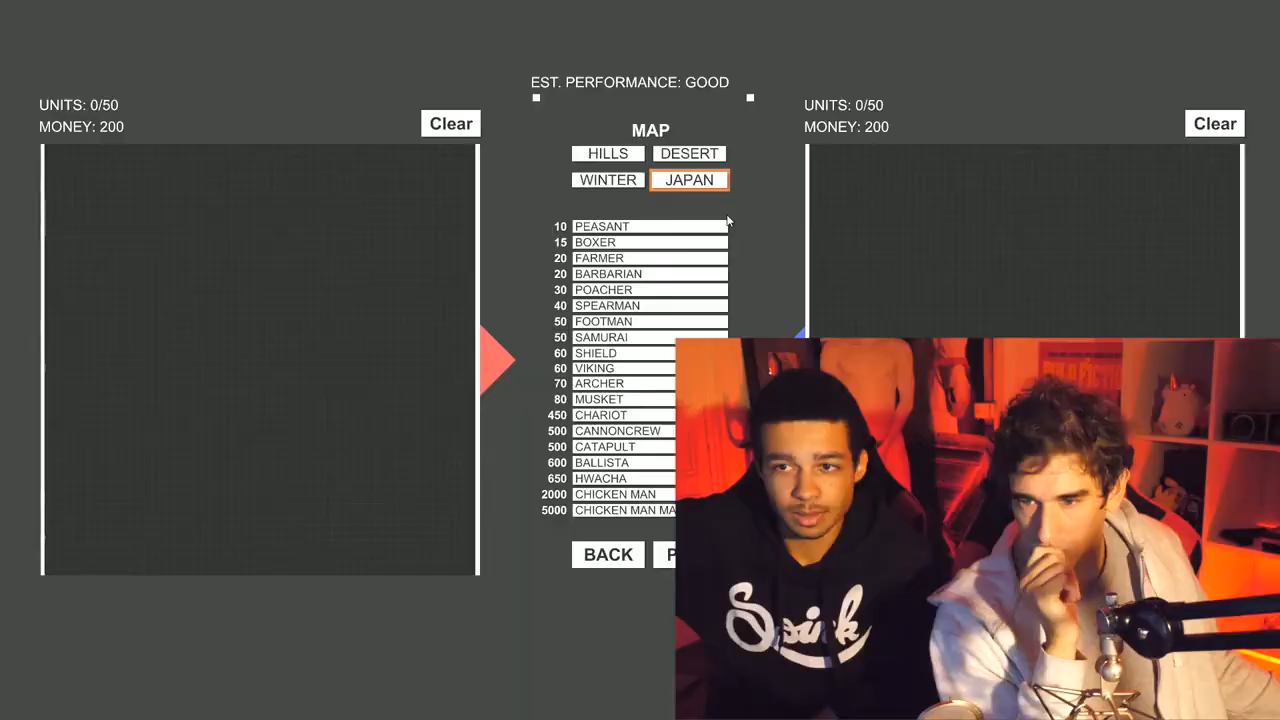 EST. PERFORMANCE: GOOD
UNITS: 0/50
MONEY: 200
Clear
MAP
HILLS
DESERT
WINTER
JAPAN
10 PEASANT
15 BOXER
20 FARMER
20 BARBARIAN
30 POACHER
40 SPEARMAN
50 FOOTMAN
50 SAMURAI
60 SHIELD
60 VIKING
70 ARCHER
80 MUSKET
450 CHARIOT
500 CANNONCREW
500 CATAPULT
600 BALLISTA
650 HWACHA
2000 CHICKEN MAN
5000 CHICKEN MAN MA
BACK
P
UNITS: 0/50
MONEY: 200
Clear